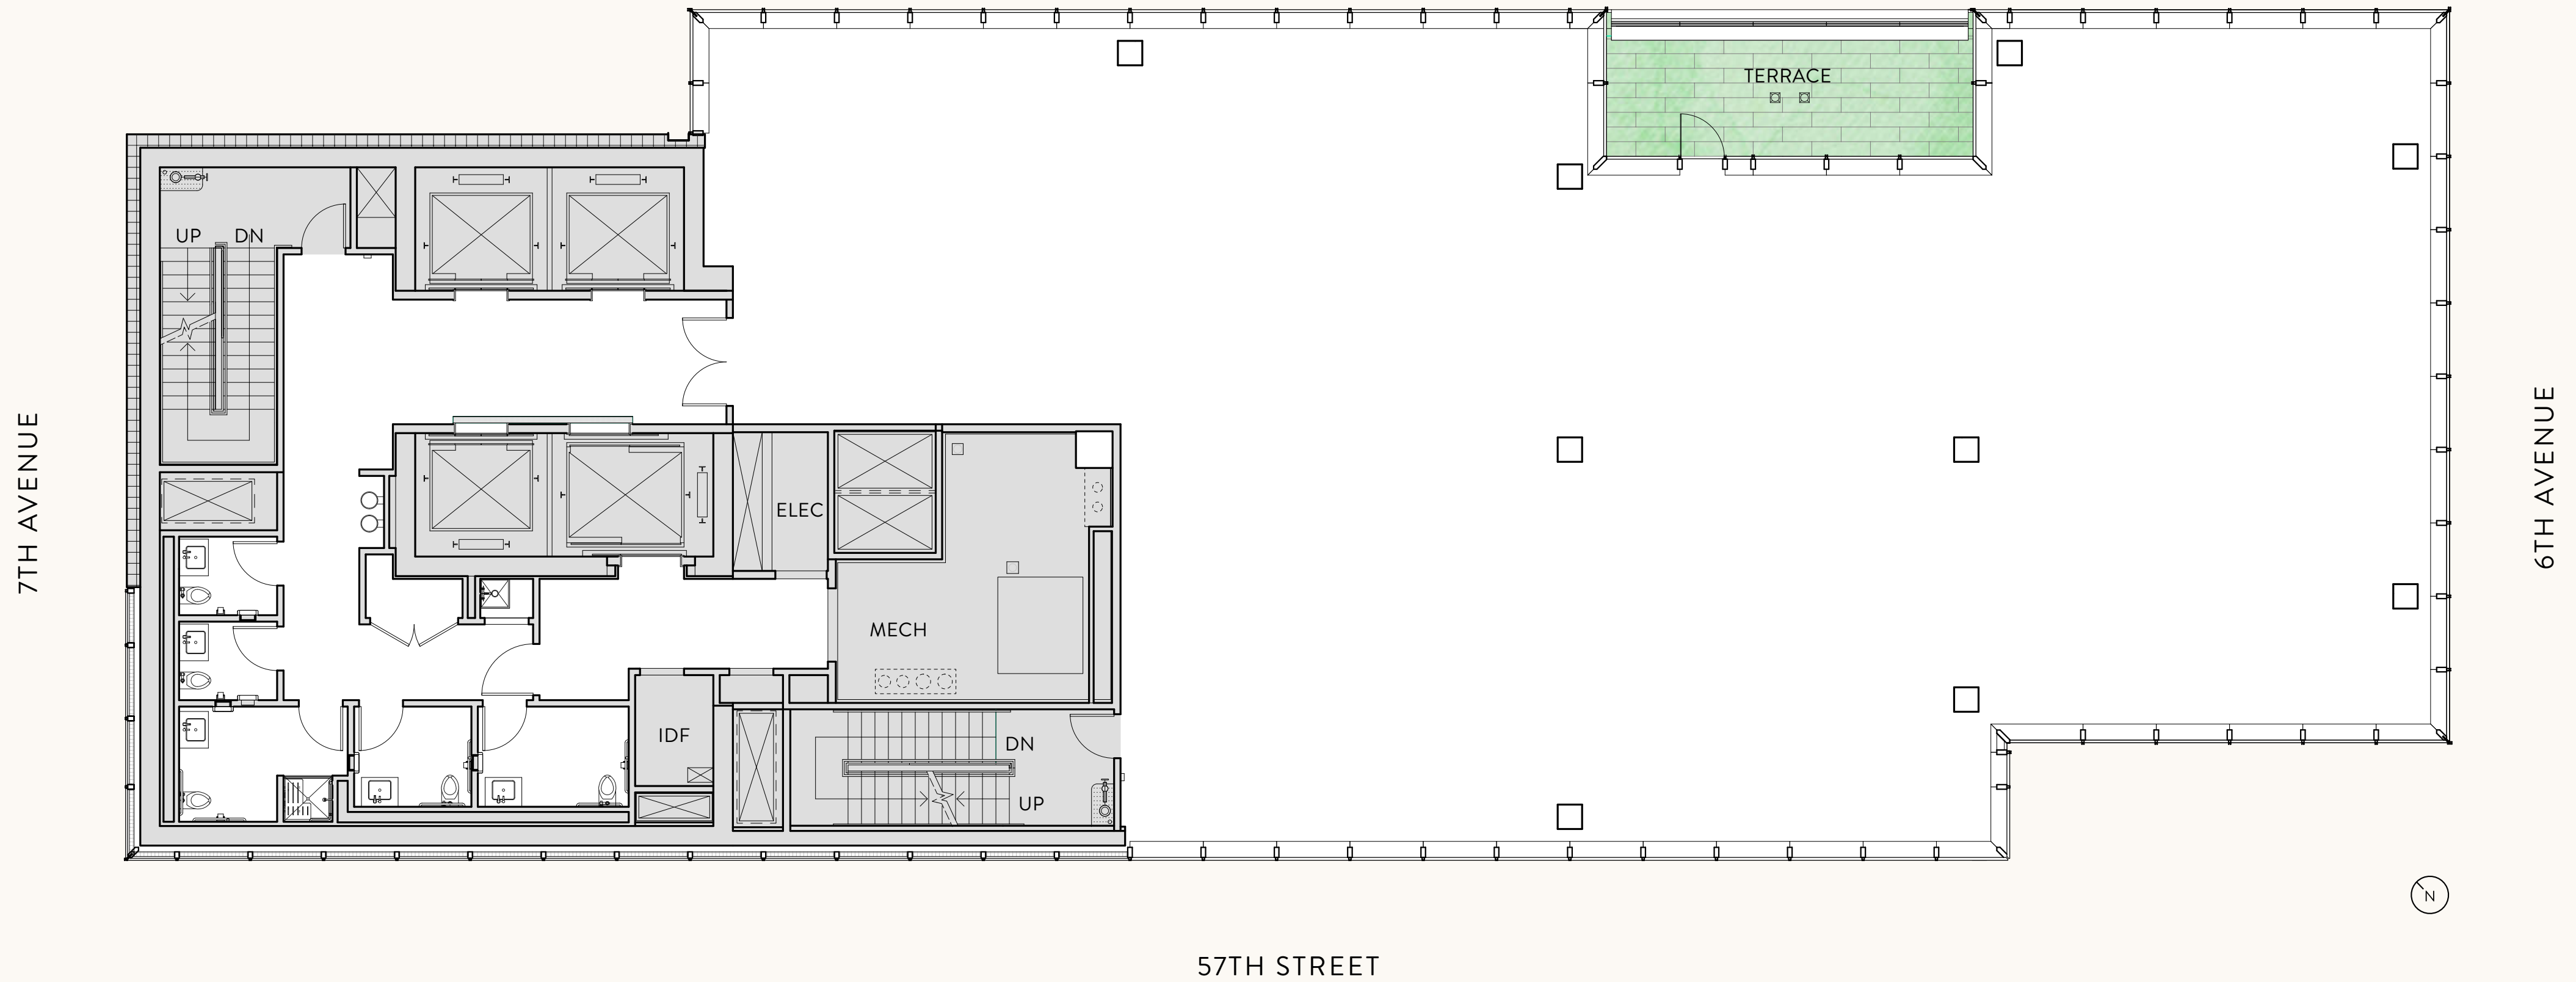 TERRACE
UP DN
7TH AVENUE
6TH AVENUE
ELEC
MECH
IDF
DN
UP
N
57TH STREET